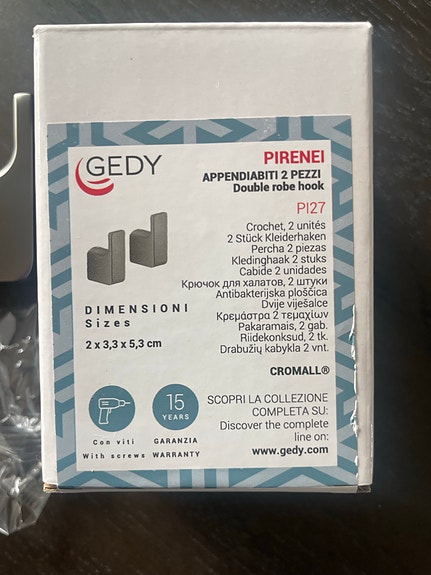 GEDY
PIRENEI
APPENDIABITI 2 PEZZI
Double robe hook
PI27
Crochet, 2 unités
2 Stück Kleiderhaken
Percha 2 piezas
Kledinghaak 2 stuks
Cabide 2 unidades
Крючок для халатов, 2 штуки
Antibakterijska ploščica
Dvije viješalce
Κρεμάστρα 2 τεμαχίων
Pakaramais, 2 gab.
Riidekonksud, 2 tk.
Drabužių kabykla 2 vnt.
CROMALL®
DIMENSIONI
Sizes
2 x 3,3 x 5,3 cm
15
YEARS
Con viti
With screws
GARANZIA
WARRANTY
SCOPRI LA COLLEZIONE
COMPLETA SU:
Discover the complete
line on:
www.gedy.com